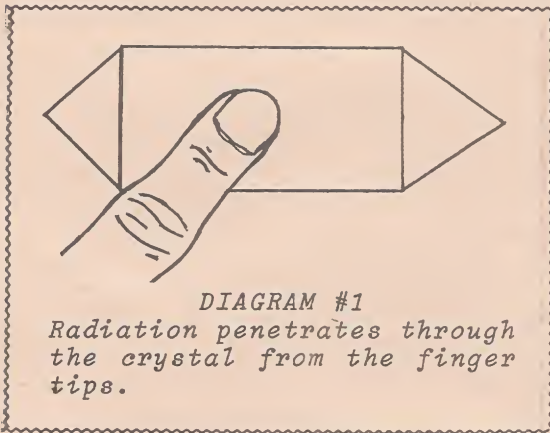 DIAGRAM #1
Radiation penetrates through
the crystal from the finger
tips.